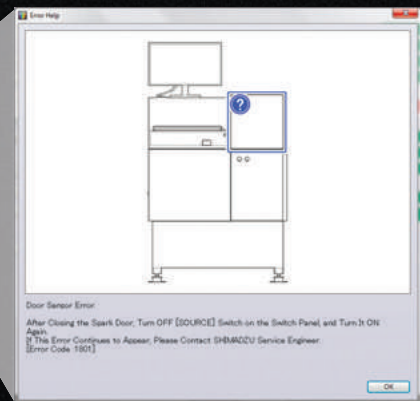 Error Help
?
Door Sensor Error
After Closing the Spark Door, Turn OFF [SOURCE] Switch on the Switch Panel, and Turn It ON
Again.
If This Error Continues to Appear, Please Contact SHIMADZU Service Engineer.
[Error Code 1801]
OK